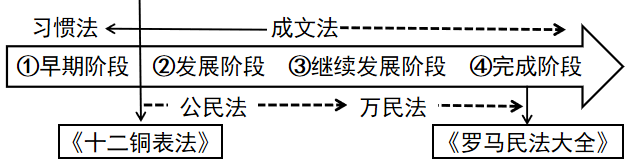 习惯法 成文法
①早期阶段 ②发展阶段 ③继续发展阶段 ④完成阶段
公民法 万民法
《十二铜表法》 《罗马民法大全》